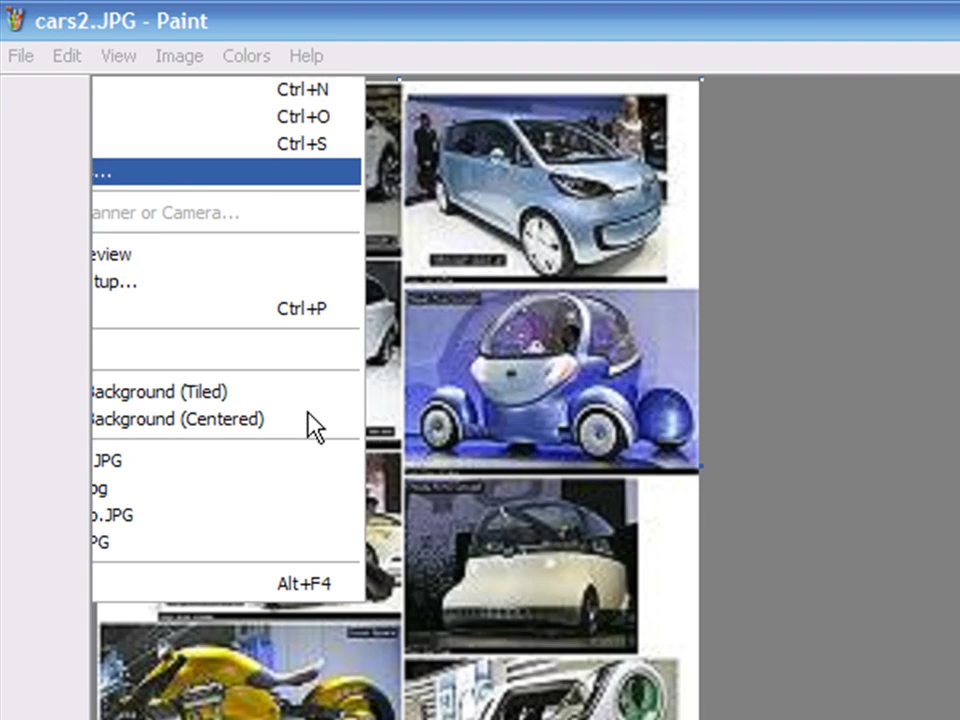 cars2.JPG - Paint
File Edit View Image Colors Help
Ctrl+N
Ctrl+O
Ctrl+S
...
anner or Camera...
eview
tup...
Ctrl+P
Background (Tiled)
Background (Centered)
.JPG
pg
o.JPG
PG
Alt+F4